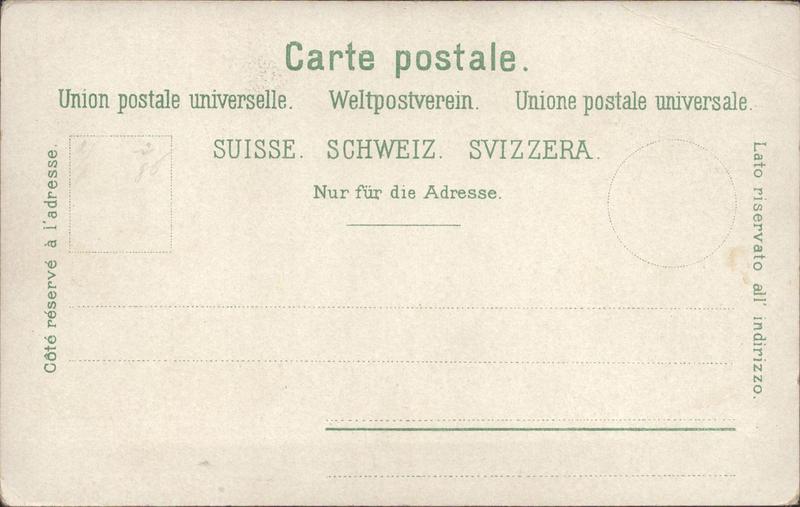 Carte postale.
Union postale universelle. Weltpostverein. Unione postale universale.
SUISSE. SCHWEIZ. SVIZZERA.
Nur für die Adresse.
Côté réservé à l'adresse.
Lato riservato all' indirizzo.